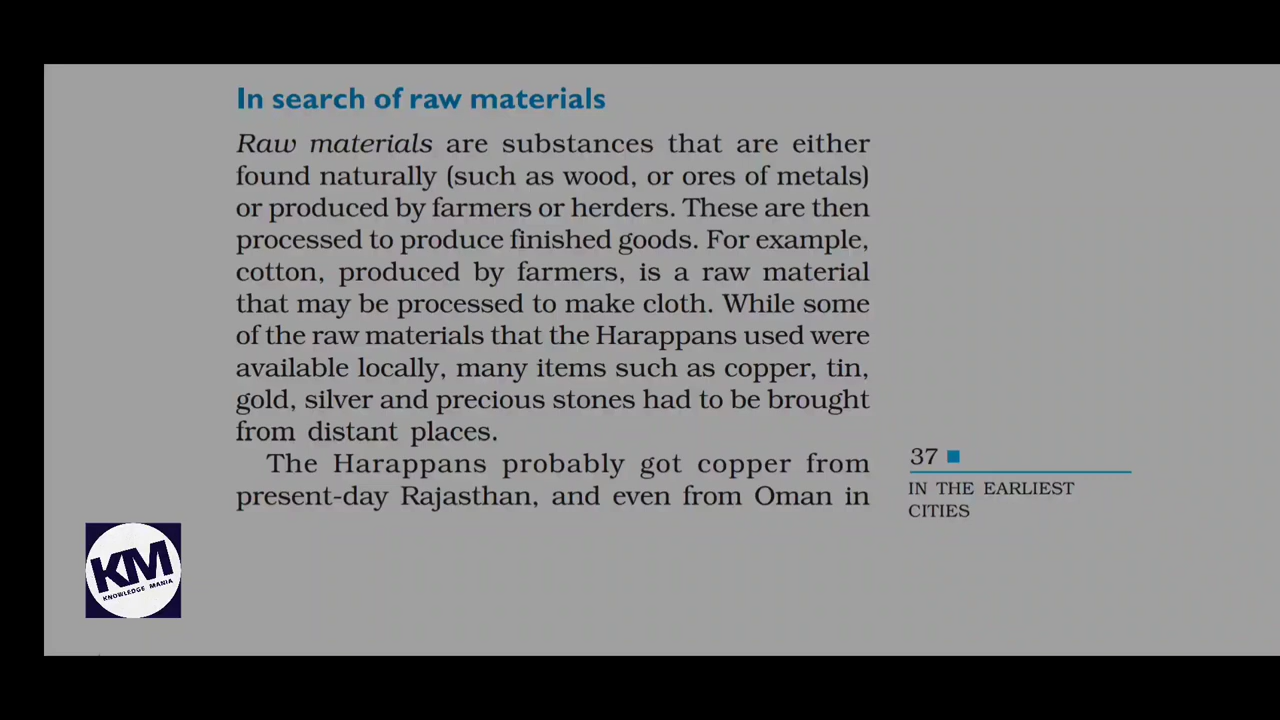 In search of raw materials
Raw materials are substances that are either
found naturally (such as wood, or ores of metals)
or produced by farmers or herders. These are then
processed to produce finished goods. For example,
cotton, produced by farmers, is a raw material
that may be processed to make cloth. While some
of the raw materials that the Harappans used were
available locally, many items such as copper, tin,
gold, silver and precious stones had to be brought
from distant places.
The Harappans probably got copper from
present-day Rajasthan, and even from Oman in
37
IN THE EARLIEST
CITIES
KM
KNOWLEDGE MANIA